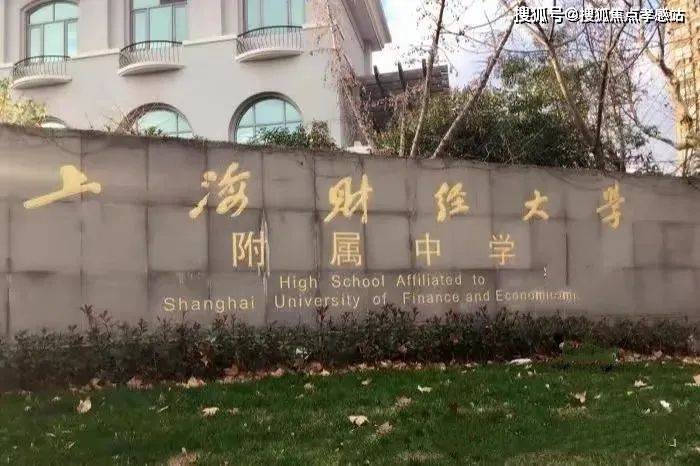 搜狐号@搜狐焦点孝感站
上海财经大学
附属中学
High School Affiliated to
Shanghai University of Finance and Economics